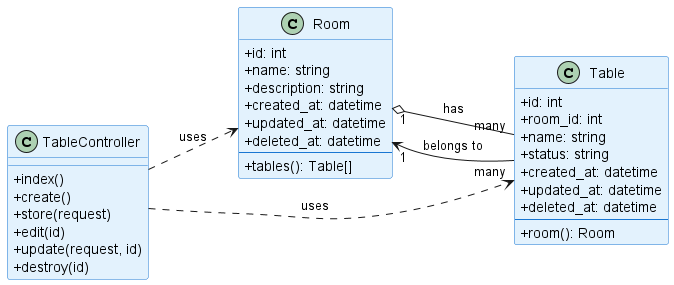 C Room
+id: int
+name: string
+description: string
+created_at: datetime
+updated_at: datetime
+deleted_at: datetime
+tables(): Table[]
C Table
+id: int
+room_id: int
+name: string
+status: string
+created_at: datetime
+updated_at: datetime
+deleted_at: datetime
+room(): Room
C TableController
+index()
+create()
+store(request)
+edit(id)
+update(request, id)
+destroy(id)
uses
has
1
many
belongs to
1
many
uses